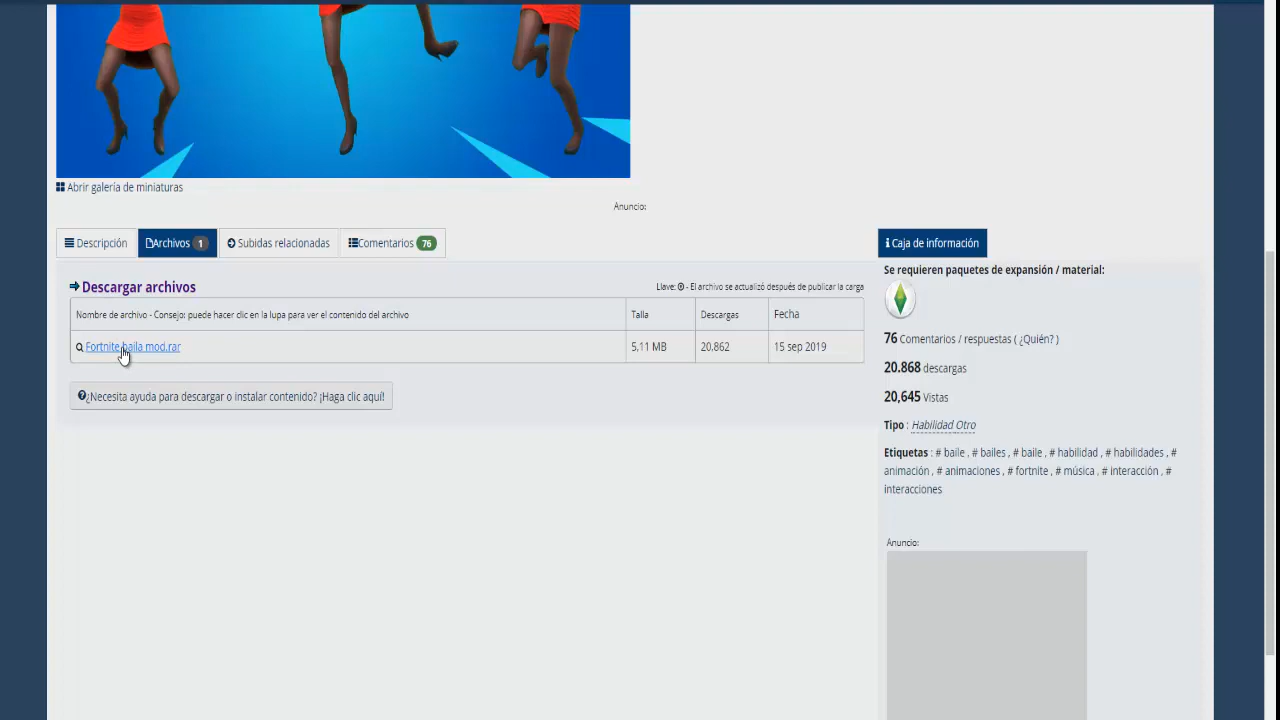 Abrir galería de miniaturas
Anuncio:
Descripción
Archivos 1
Subidas relacionadas
Comentarios 76
Caja de información
Descargar archivos
Llave: - El archivo se actualizó después de publicar la carga
Nombre de archivo - Consejo: puede hacer clic en la lupa para ver el contenido del archivo
Talla
Descargas
Fecha
Fortnite baila mod.rar
5,11 MB
20.862
15 sep 2019
¿Necesita ayuda para descargar o instalar contenido? ¡Haga clic aquí!
Se requieren paquetes de expansión / material:
76 Comentarios / respuestas ( ¿Quién? )
20.868 descargas
20,645 Vistas
Tipo : Habilidad Otro
Etiquetas : # baile , # bailes , # baile , # habilidad , # habilidades , #
animación , # animaciones , # fortnite , # música , # interacción , #
interacciones
Anuncio: